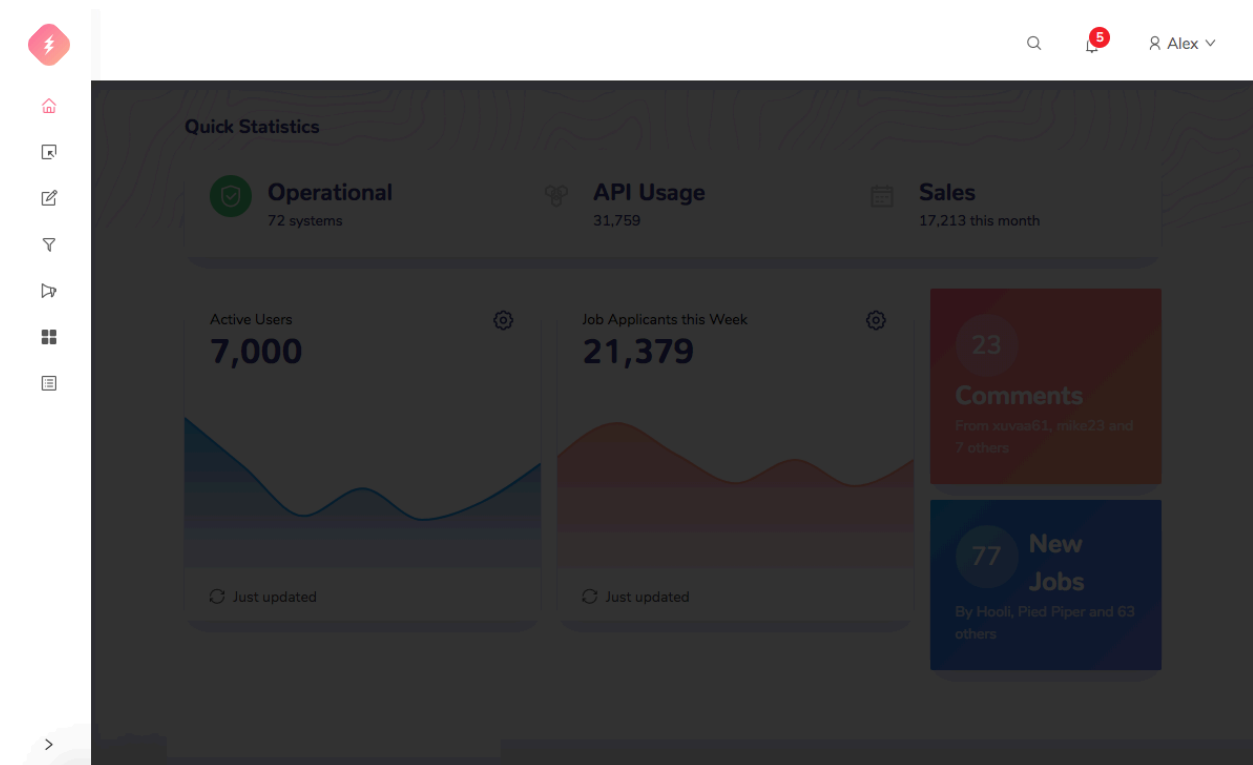 5
Alex
Quick Statistics
Operational
72 systems
API Usage
31,759
Sales
17,213 this month
Active Users
7,000
Job Applicants this Week
21,379
23
Comments
From xuvaa61, mike23 and
7 others
77
New
Jobs
By Hooli, Pied Piper and 63
others
Just updated
Just updated